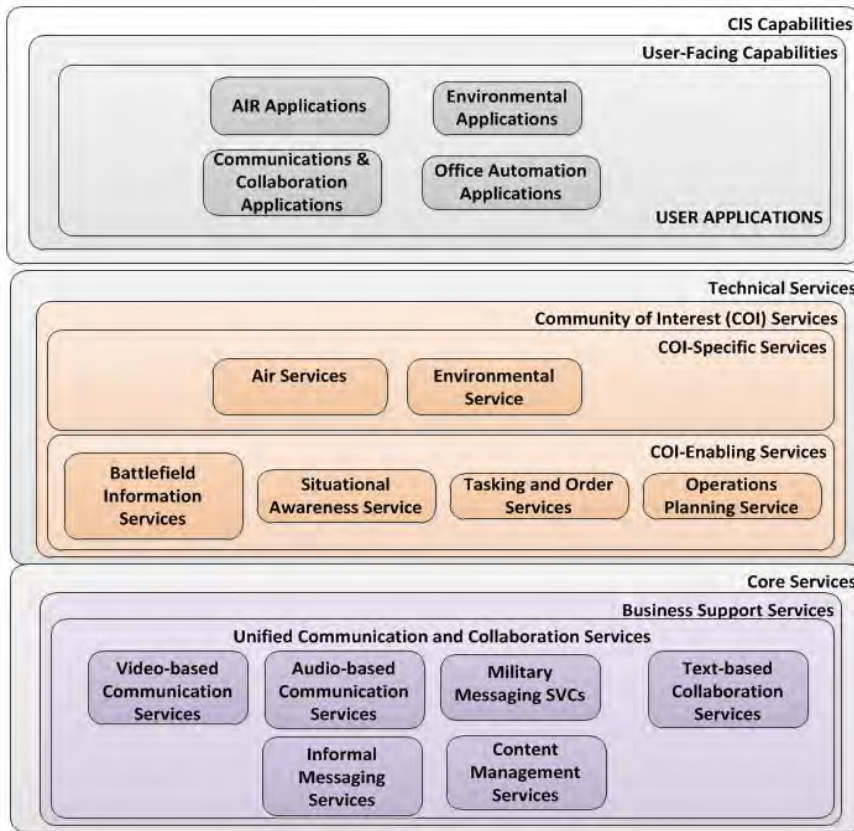 CIS Capabilities
User-Facing Capabilities
AIR Applications
Environmental
Applications
Communications &
Collaboration
Applications
Office Automation
Applications
USER APPLICATIONS
Technical Services
Community of Interest (COI) Services
COI-Specific Services
Air Services
Environmental
Service
COI-Enabling Services
Battlefield
Information
Services
Situational
Awareness Service
Tasking and Order
Services
Operations
Planning Service
Core Services
Business Support Services
Unified Communication and Collaboration Services
Video-based
Communication
Services
Audio-based
Communication
Services
Military
Messaging SVCs
Text-based
Collaboration
Services
Informal
Messaging
Services
Content
Management
Services